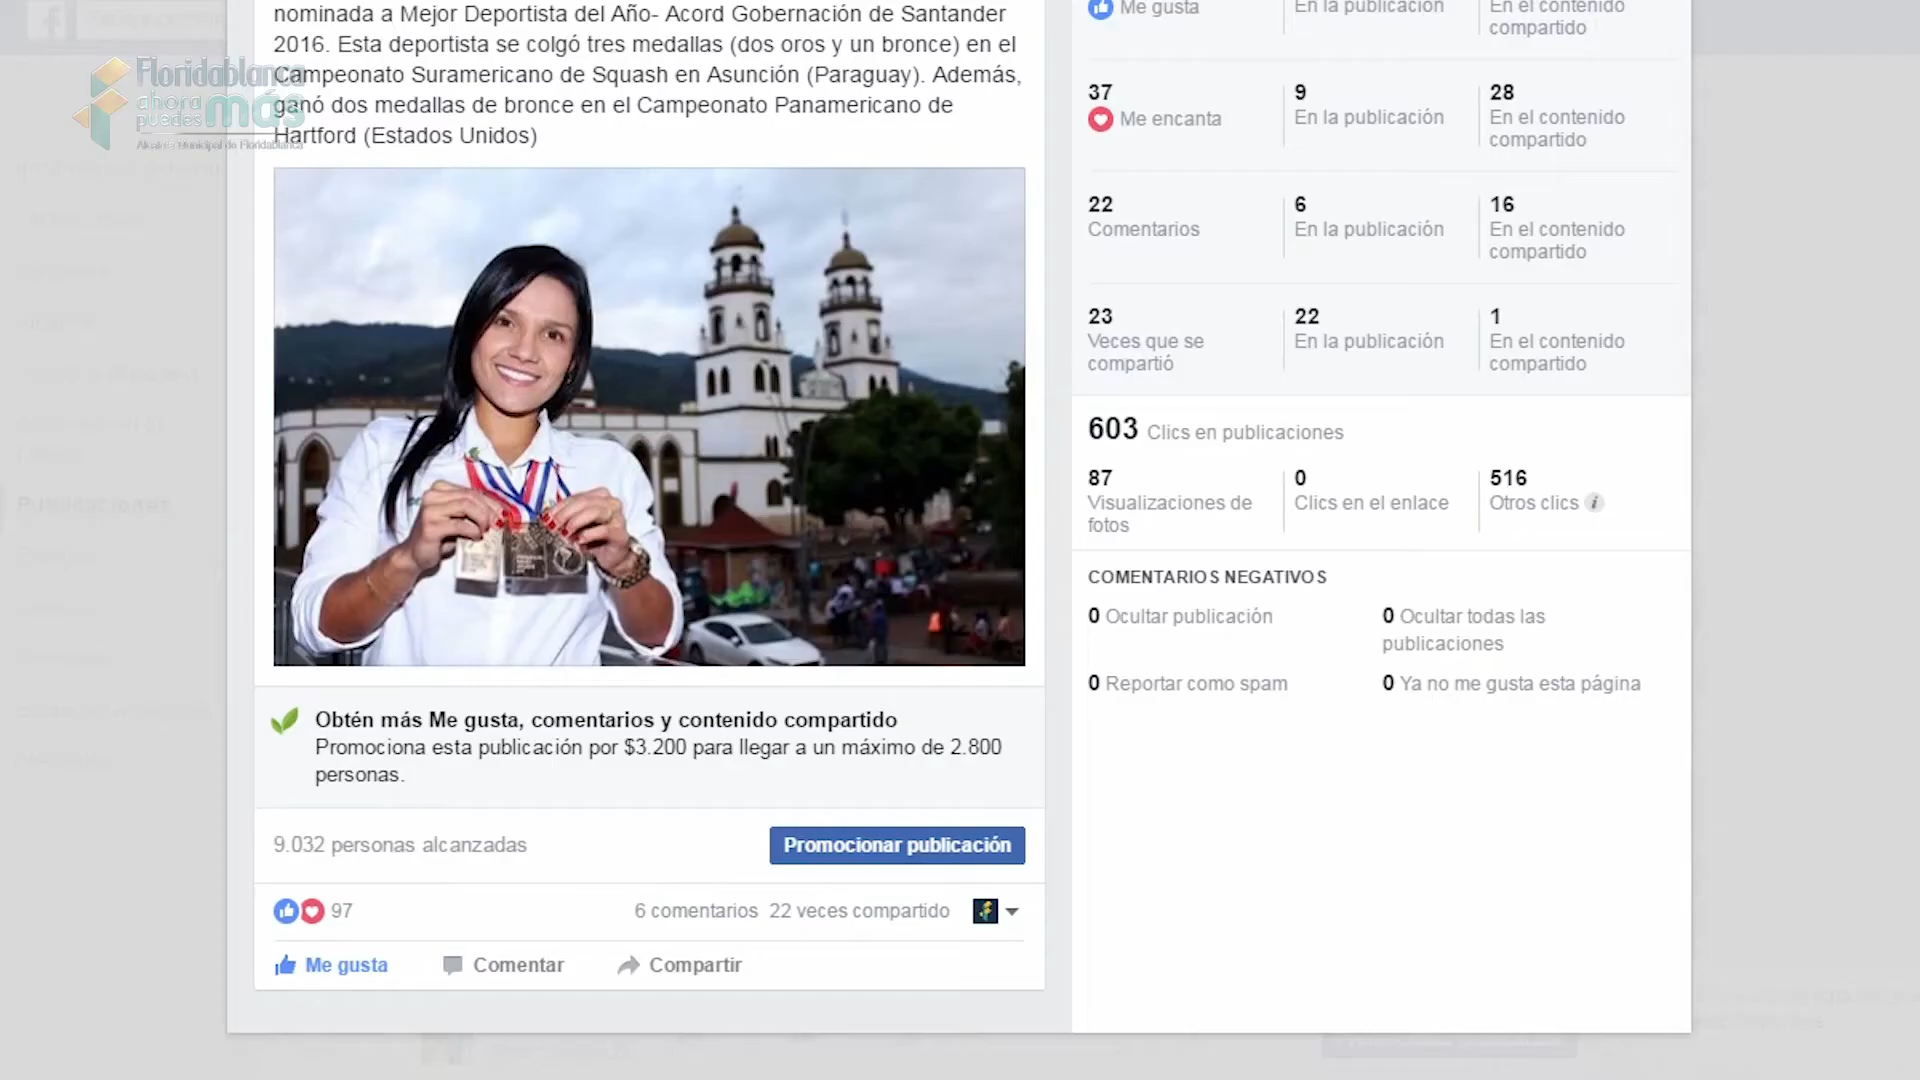 nominada a Mejor Deportista del Año- Acord Gobernación de Santander
2016. Esta deportista se colgó tres medallas (dos oros y un bronce) en el
Campeonato Suramericano de Squash en Asunción (Paraguay). Además,
ganó dos medallas de bronce en el Campeonato Panamericano de
Hartford (Estados Unidos)
Floridablanca
ahora
puedes más
Alcaldía Municipal de Floridablanca
Obtén más Me gusta, comentarios y contenido compartido
Promociona esta publicación por $3.200 para llegar a un máximo de 2.800
personas.
9.032 personas alcanzadas
Promocionar publicación
97
6 comentarios 22 veces compartido
Me gusta Comentar Compartir
Me gusta
En la publicación
En el contenido
compartido
37
Me encanta
9
En la publicación
28
En el contenido
compartido
22
Comentarios
6
En la publicación
16
En el contenido
compartido
23
Veces que se
compartió
22
En la publicación
1
En el contenido
compartido
603 Clics en publicaciones
87
Visualizaciones de
fotos
0
Clics en el enlace
516
Otros clics
COMENTARIOS NEGATIVOS
0 Ocultar publicación
0 Ocultar todas las
publicaciones
0 Reportar como spam
0 Ya no me gusta esta página
Publicaciones